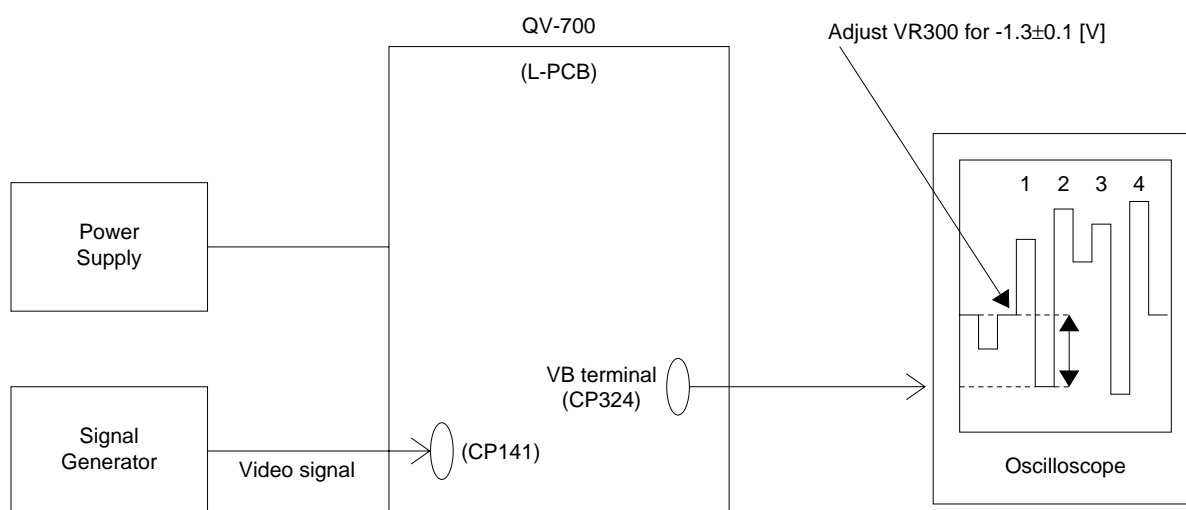 QV-700
(L-PCB)
Adjust VR300 for -1.3±0.1 [V]
1 2 3 4
Power
Supply
VB terminal
(CP324)
Signal
Generator
Video signal
(CP141)
Oscilloscope